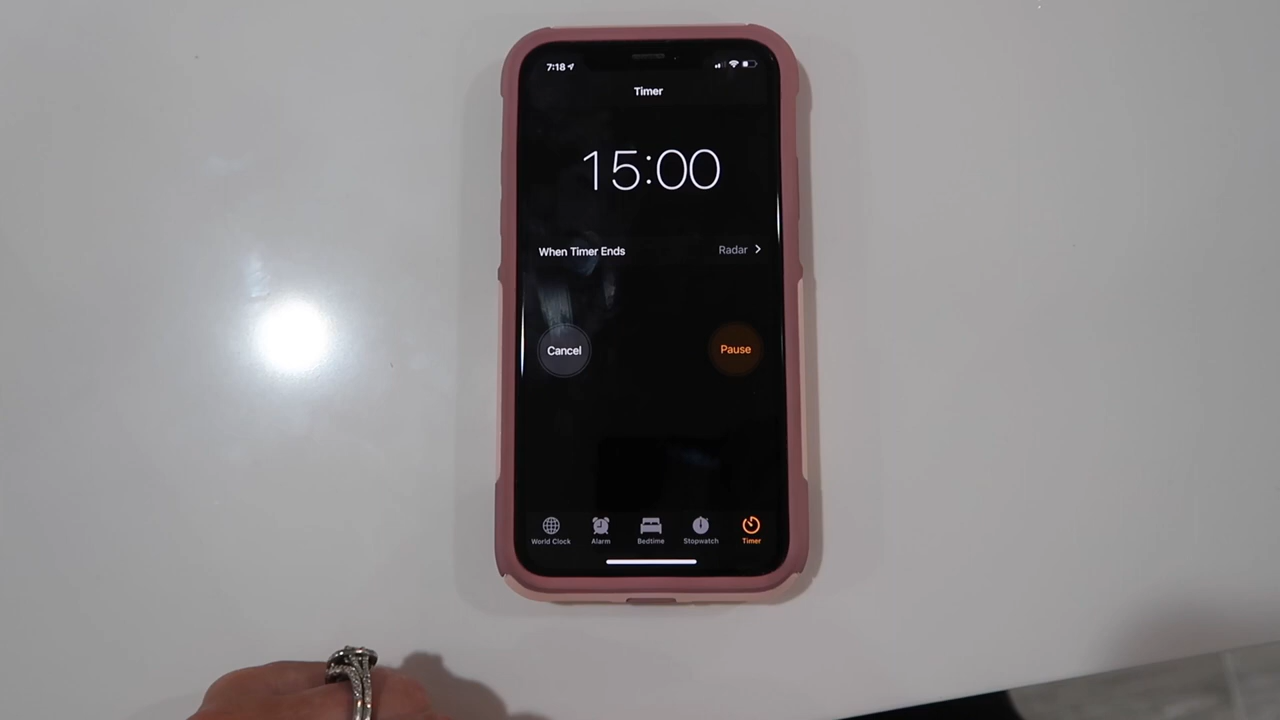 7:18
Timer
15:00
When Timer Ends Radar
Cancel Pause
World Clock Alarm Bedtime Stopwatch Timer